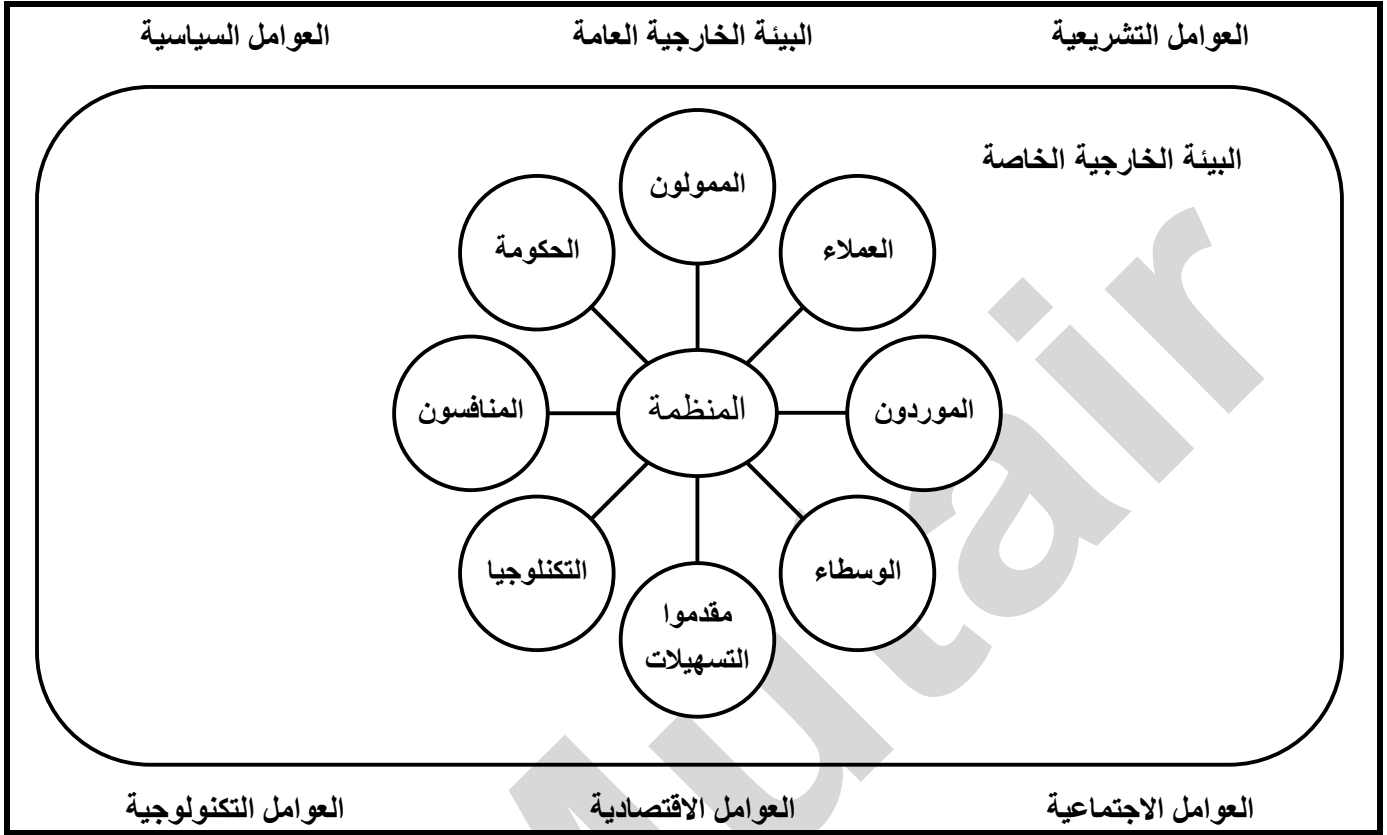 العوامل التشريعية
البيئة الخارجية العامة
العوامل السياسية
البيئة الخارجية الخاصة
الممولون
العملاء
الحكومة
الموردون
المنظمة
المنافسون
الوسطاء
التكنلوجيا
مقدموا
التسهيلات
العوامل الاجتماعية
العوامل الاقتصادية
العوامل التكنولوجية
Mutair